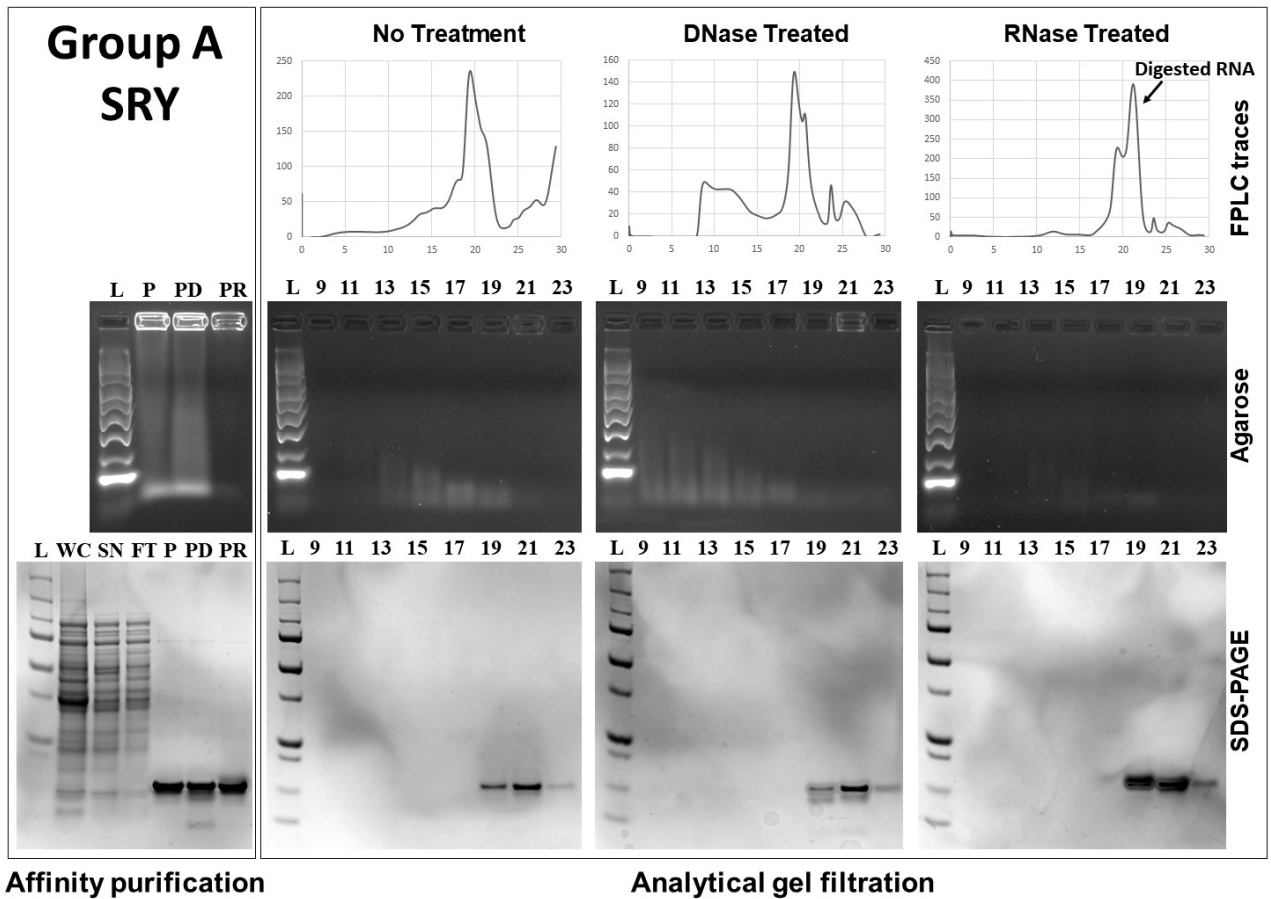 Group A
SRY
No Treatment
DNase Treated
RNase Treated
250
200
150
100
50
0
0 5 10 15 20 25 30
160
140
120
100
80
60
40
20
0
0 5 10 15 20 25 30
450
400
350
300
250
200
150
100
50
0
0 5 10 15 20 25 30
Digested RNA
FPLC traces
L P PD PR
L 9 11 13 15 17 19 21 23
L 9 11 13 15 17 19 21 23
L 9 11 13 15 17 19 21 23
Agarose
L WC SN FT P PD PR
L 9 11 13 15 17 19 21 23
L 9 11 13 15 17 19 21 23
L 9 11 13 15 17 19 21 23
SDS-PAGE
Affinity purification
Analytical gel filtration